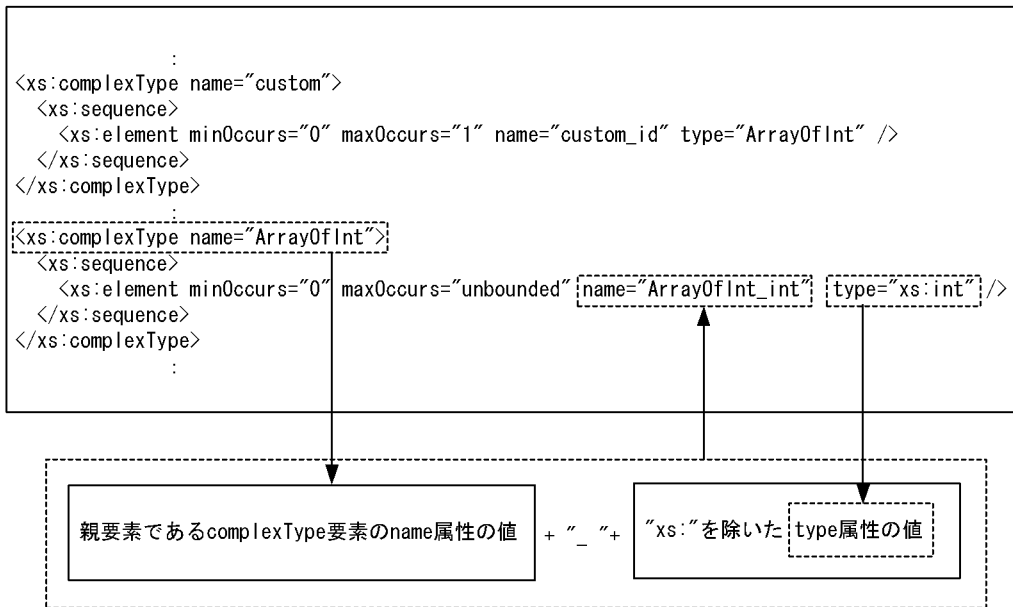 :
<xs:complexType name="custom">
<xs:sequence>
<xs:element minOccurs="0" maxOccurs="1" name="custom_id" type="ArrayOfInt" />
</xs:sequence>
</xs:complexType>
:
<xs:complexType name="ArrayOfInt">
<xs:sequence>
<xs:element minOccurs="0" maxOccurs="unbounded" name="ArrayOfInt_int" type="xs:int" />
</xs:sequence>
</xs:complexType>
:
親要素であるcomplexType要素のname属性の値 + "_ "+ "xs:"を除いた type属性の値